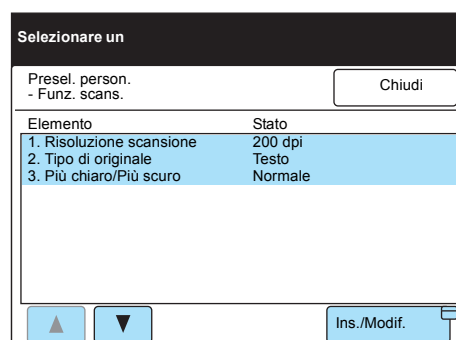 Selezionare un
Presel. person.
- Funz. scans.
Chiudi
Elemento Stato
1. Risoluzione scansione 200 dpi
2. Tipo di originale Testo
3. Più chiaro/Più scuro Normale
Ins./Modif.